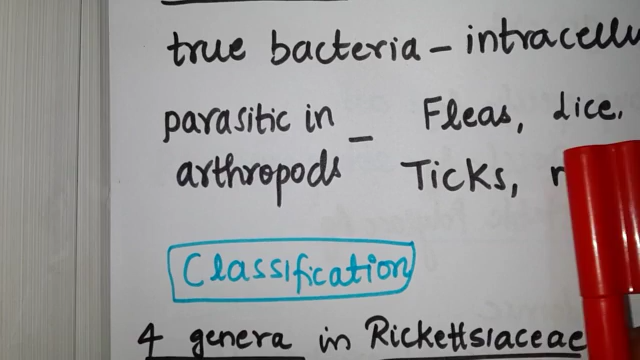 true bacteria – intracellu
parasitic in – Fleas, lice,
arthropods Ticks,
Classification
4 genera in Rickettsiaceae